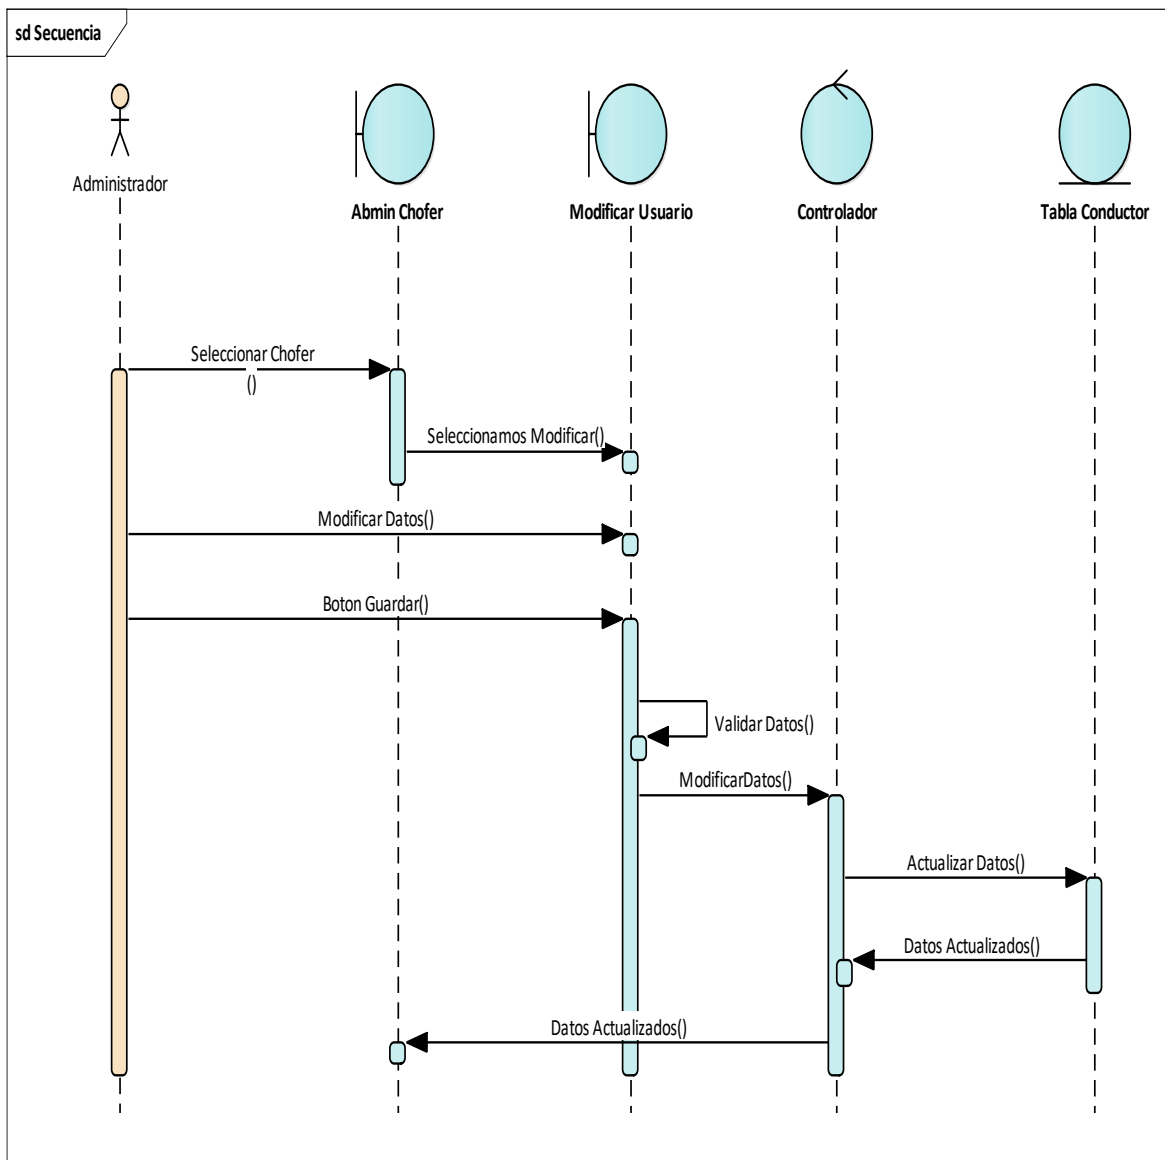 sd Secuencia
Administrador
Abmin Chofer
Modificar Usuario
Controlador
Tabla Conductor
Seleccionar Chofer
()
Seleccionamos Modificar()
Modificar Datos()
Boton Guardar()
Validar Datos()
ModificarDatos()
Actualizar Datos()
Datos Actualizados()
Datos Actualizados()